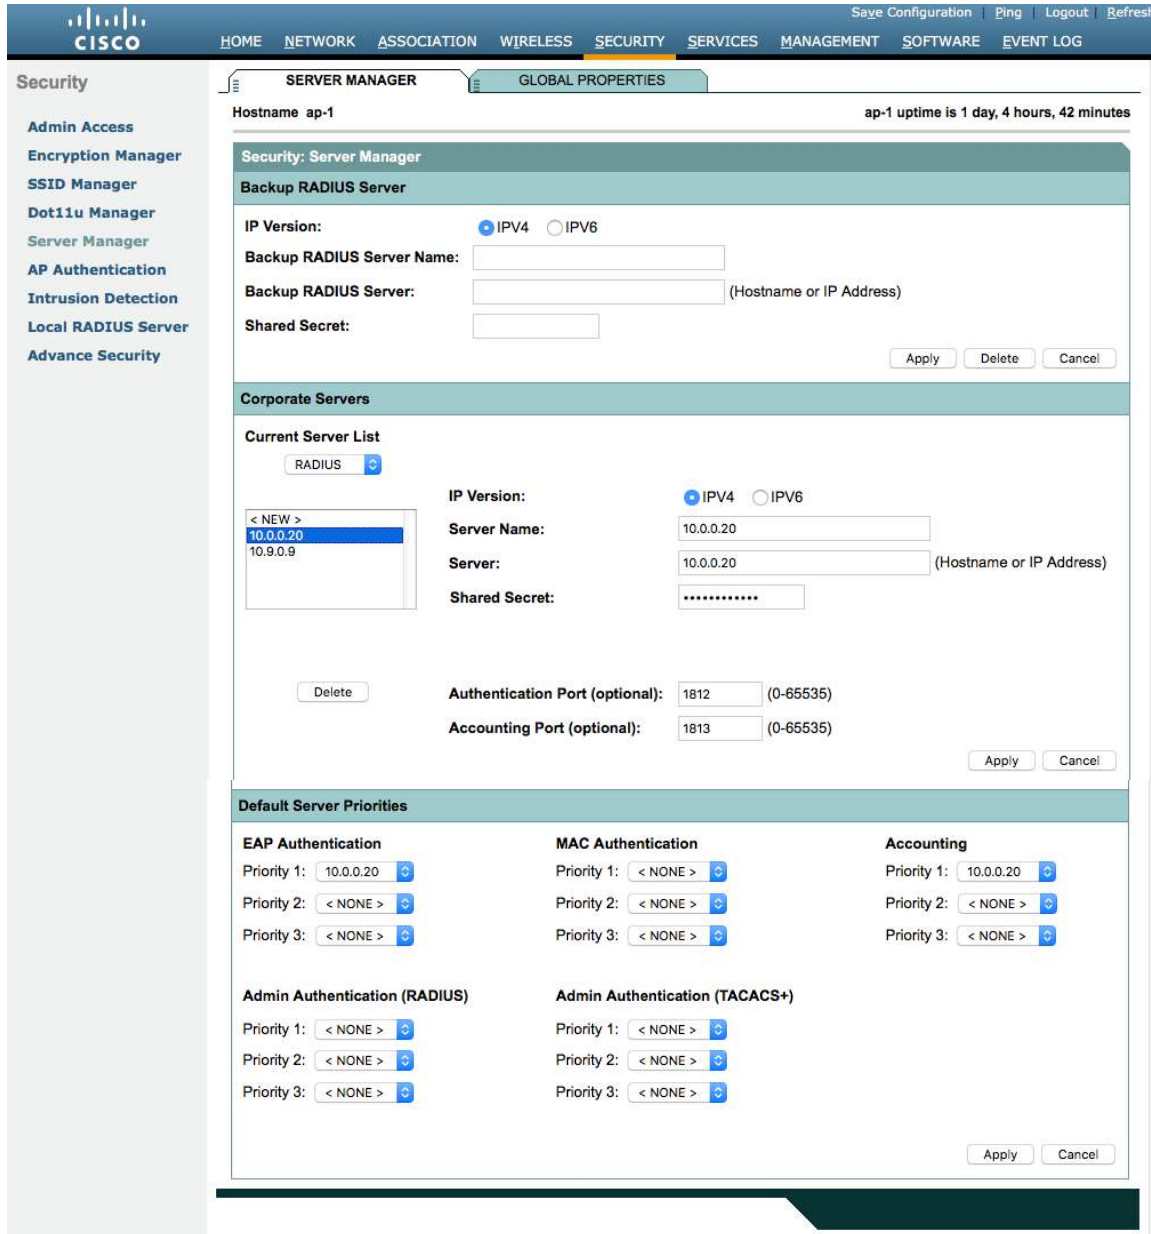 Save Configuration | Ping | Logout | Refresh
CISCO
HOME NETWORK ASSOCIATION WIRELESS SECURITY SERVICES MANAGEMENT SOFTWARE EVENT LOG
Security
Admin Access
Encryption Manager
SSID Manager
Dot11u Manager
Server Manager
AP Authentication
Intrusion Detection
Local RADIUS Server
Advance Security
SERVER MANAGER GLOBAL PROPERTIES
Hostname ap-1 ap-1 uptime is 1 day, 4 hours, 42 minutes
Security: Server Manager
Backup RADIUS Server
IP Version: IPV4 IPV6
Backup RADIUS Server Name:
Backup RADIUS Server: (Hostname or IP Address)
Shared Secret:
Apply Delete Cancel
Corporate Servers
Current Server List
RADIUS
IP Version: IPV4 IPV6
< NEW >
10.0.0.20
10.9.0.9
Server Name: 10.0.0.20
Server: 10.0.0.20 (Hostname or IP Address)
Shared Secret: ••••••••••••
Delete
Authentication Port (optional): 1812 (0-65535)
Accounting Port (optional): 1813 (0-65535)
Apply Cancel
Default Server Priorities
EAP Authentication MAC Authentication Accounting
Priority 1: 10.0.0.20 Priority 1: < NONE > Priority 1: 10.0.0.20
Priority 2: < NONE > Priority 2: < NONE > Priority 2: < NONE >
Priority 3: < NONE > Priority 3: < NONE > Priority 3: < NONE >
Admin Authentication (RADIUS) Admin Authentication (TACACS+)
Priority 1: < NONE > Priority 1: < NONE >
Priority 2: < NONE > Priority 2: < NONE >
Priority 3: < NONE > Priority 3: < NONE >
Apply Cancel